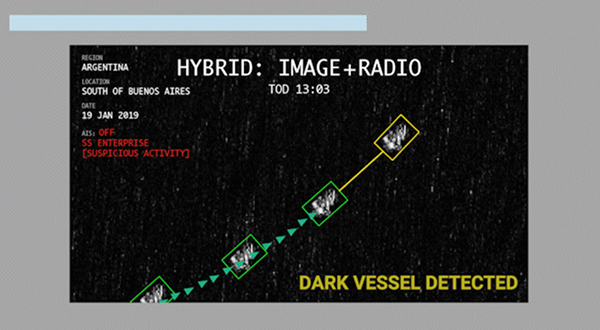 HYBRID: IMAGE+RADIO
TOD 13:03
REGION
ARGENTINA
LOCATION
SOUTH OF BUENOS AIRES
DATE
19 JAN 2019
AIS: OFF
SS ENTERPRISE
[SUSPICIOUS ACTIVITY]
DARK VESSEL DETECTED